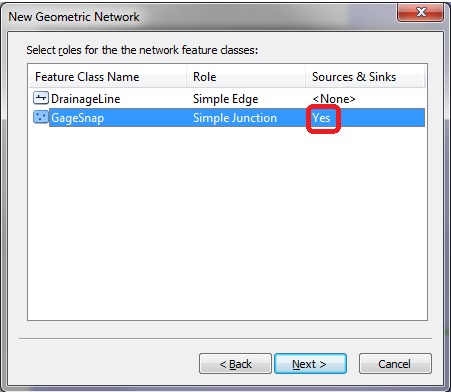 New Geometric Network
Select roles for the the network feature classes:
Feature Class Name Role Sources & Sinks
DrainageLine Simple Edge <None>
GageSnap Simple Junction Yes
< Back Next > Cancel